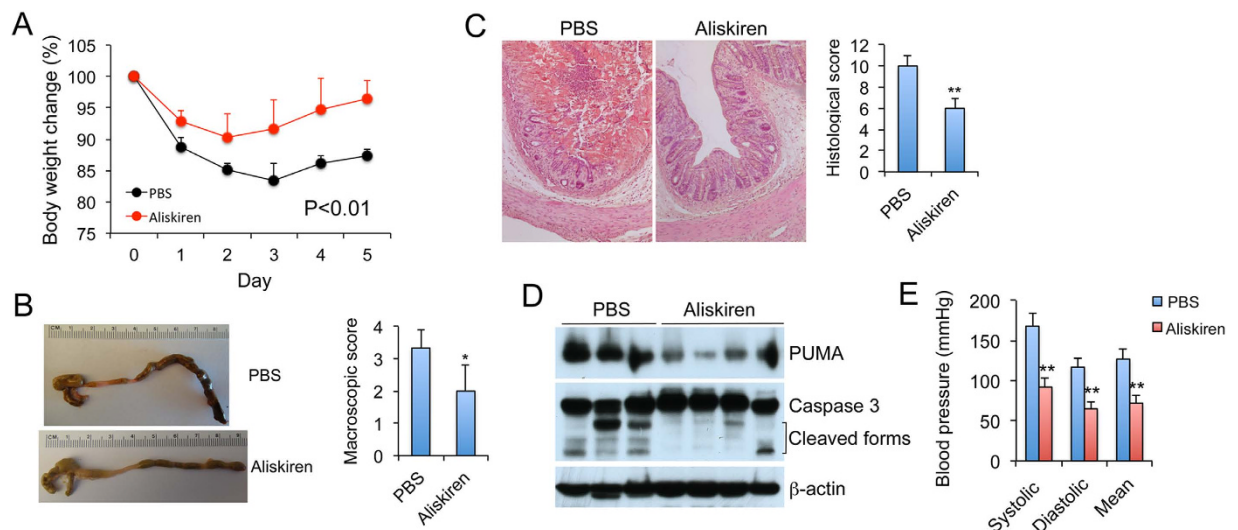 A
Body weight change (%)
105
100
95
90
85
80
75
PBS
Aliskiren
P<0.01
0 1 2 3 4 5
Day
B
PBS
Aliskiren
Macroscopic score
4
3
2
1
0
*
PBS
Aliskiren
C
PBS
Aliskiren
Histological score
12
10
8
6
4
2
0
**
PBS
Aliskiren
D
PBS
Aliskiren
PUMA
Caspase 3
Cleaved forms
β-actin
E
Blood pressure (mmHg)
200
150
100
50
0
PBS
Aliskiren
**
**
**
Systolic
Diastolic
Mean